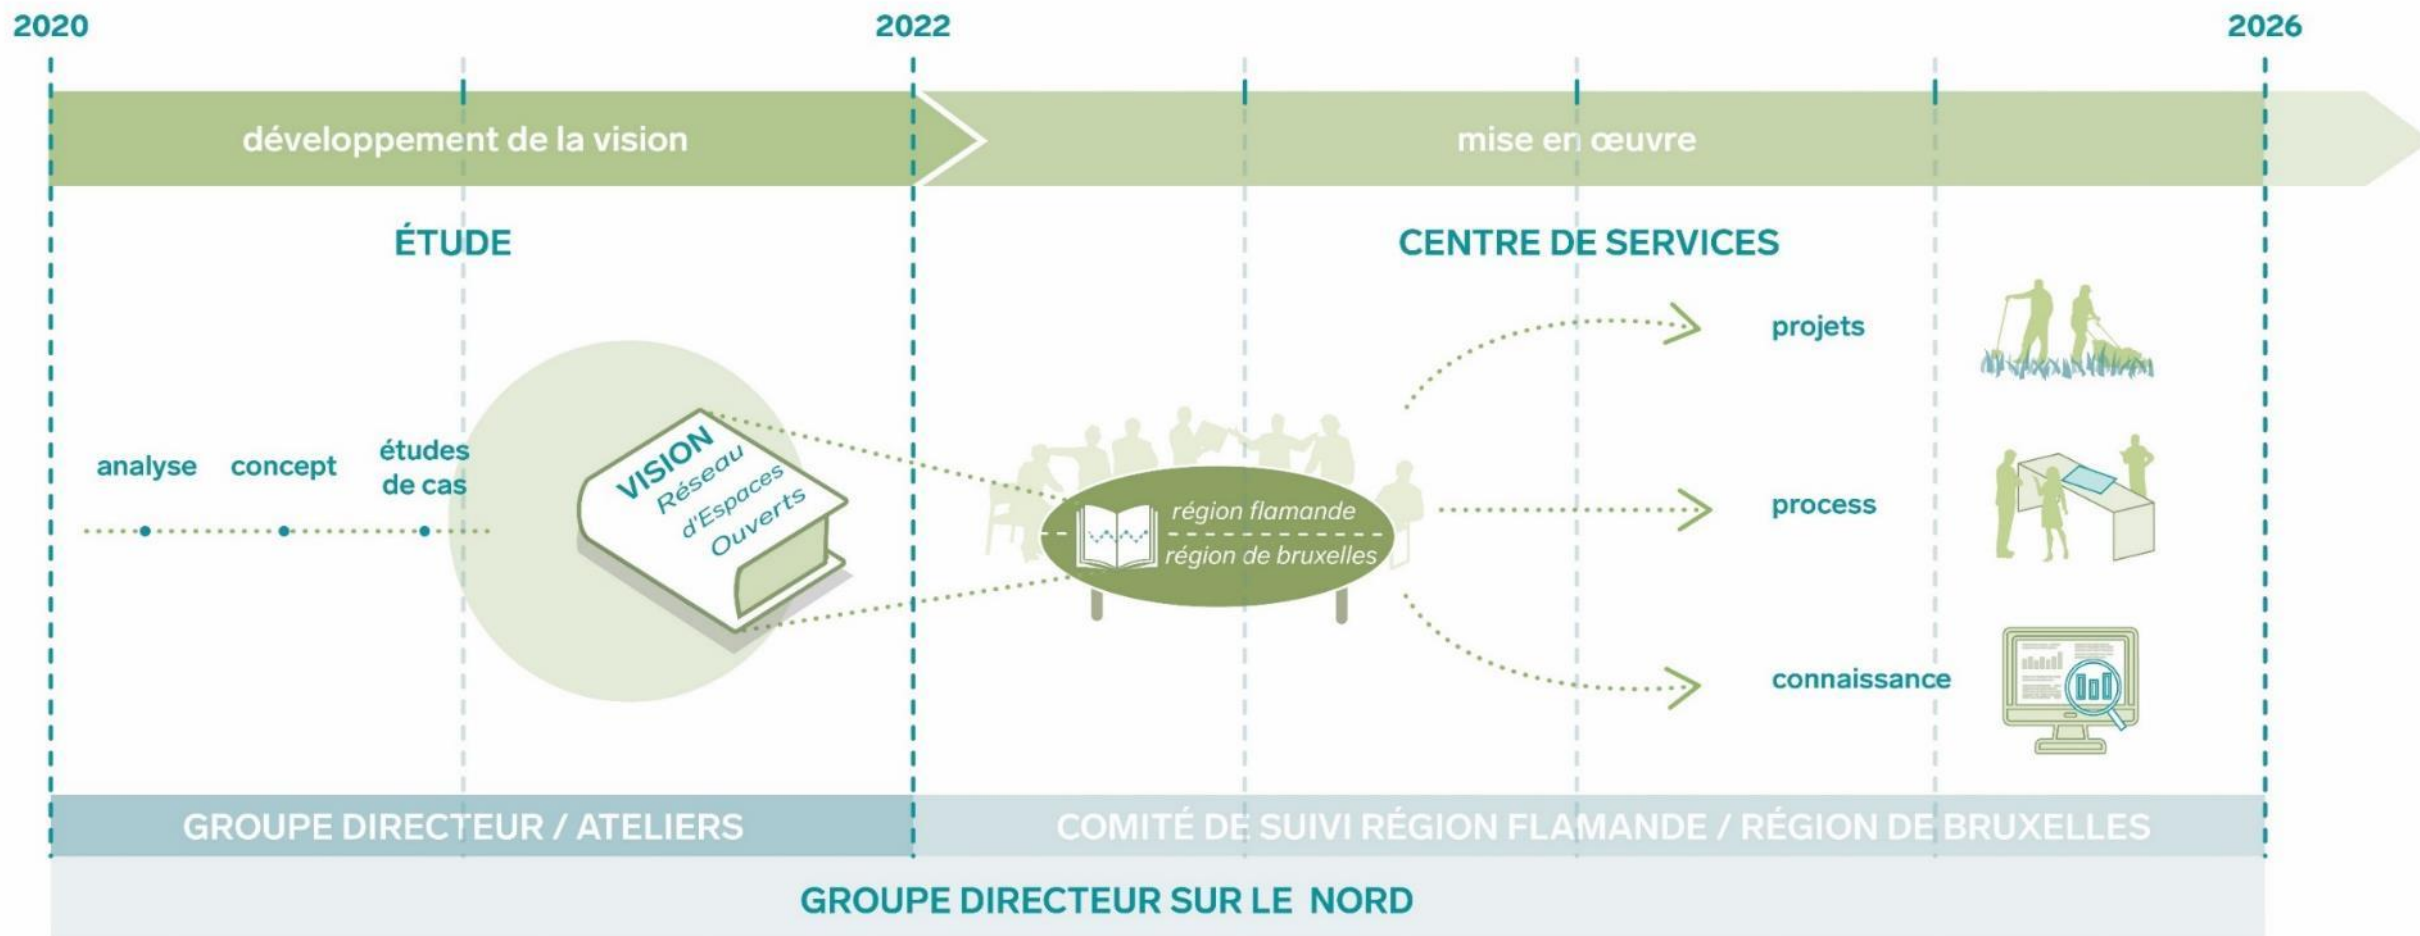 2020
2022
2026
développement de la vision
mise en œuvre
ÉTUDE
CENTRE DE SERVICES
analyse
concept
études
de cas
VISION
Réseau
d'Espaces
Ouverts
région flamande
région de bruxelles
projets
process
connaissance
GROUPE DIRECTEUR / ATELIERS
COMITÉ DE SUIVI RÉGION FLAMANDE / RÉGION DE BRUXELLES
GROUPE DIRECTEUR SUR LE NORD